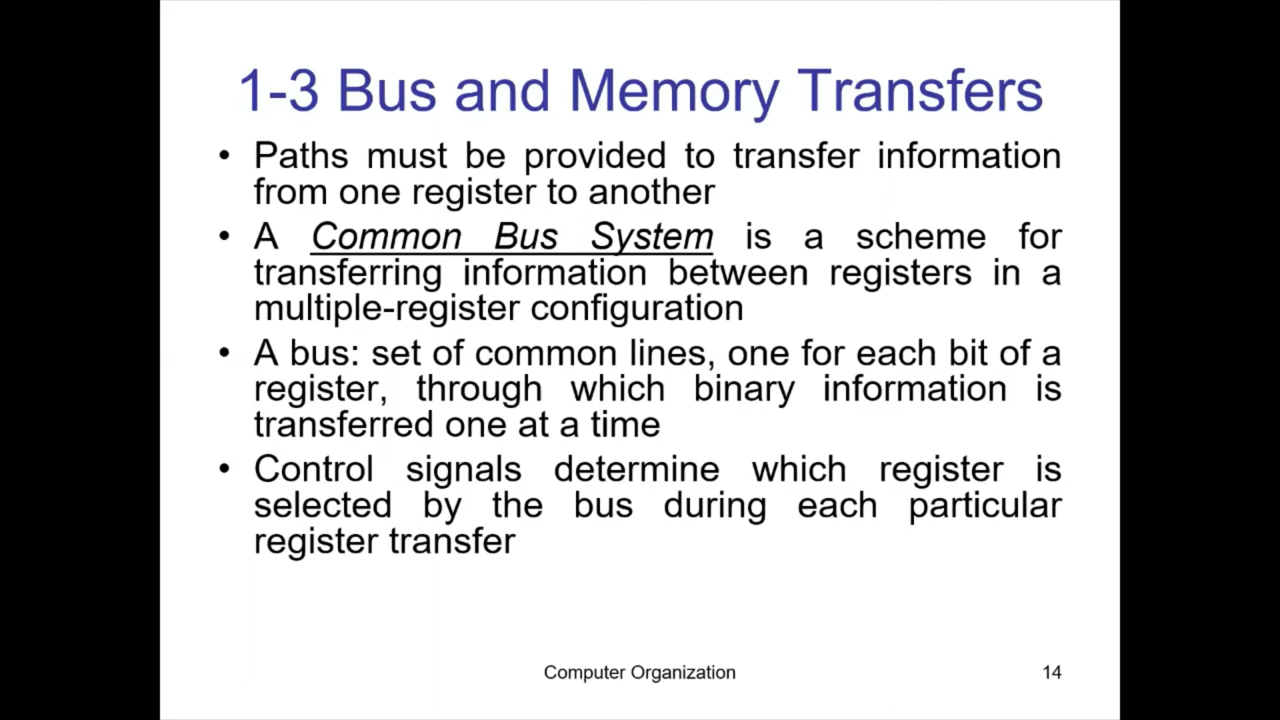 1-3 Bus and Memory Transfers
• Paths must be provided to transfer information
from one register to another
• A Common Bus System is a scheme for
transferring information between registers in a
multiple-register configuration
• A bus: set of common lines, one for each bit of a
register, through which binary information is
transferred one at a time
• Control signals determine which register is
selected by the bus during each particular
register transfer
Computer Organization
14